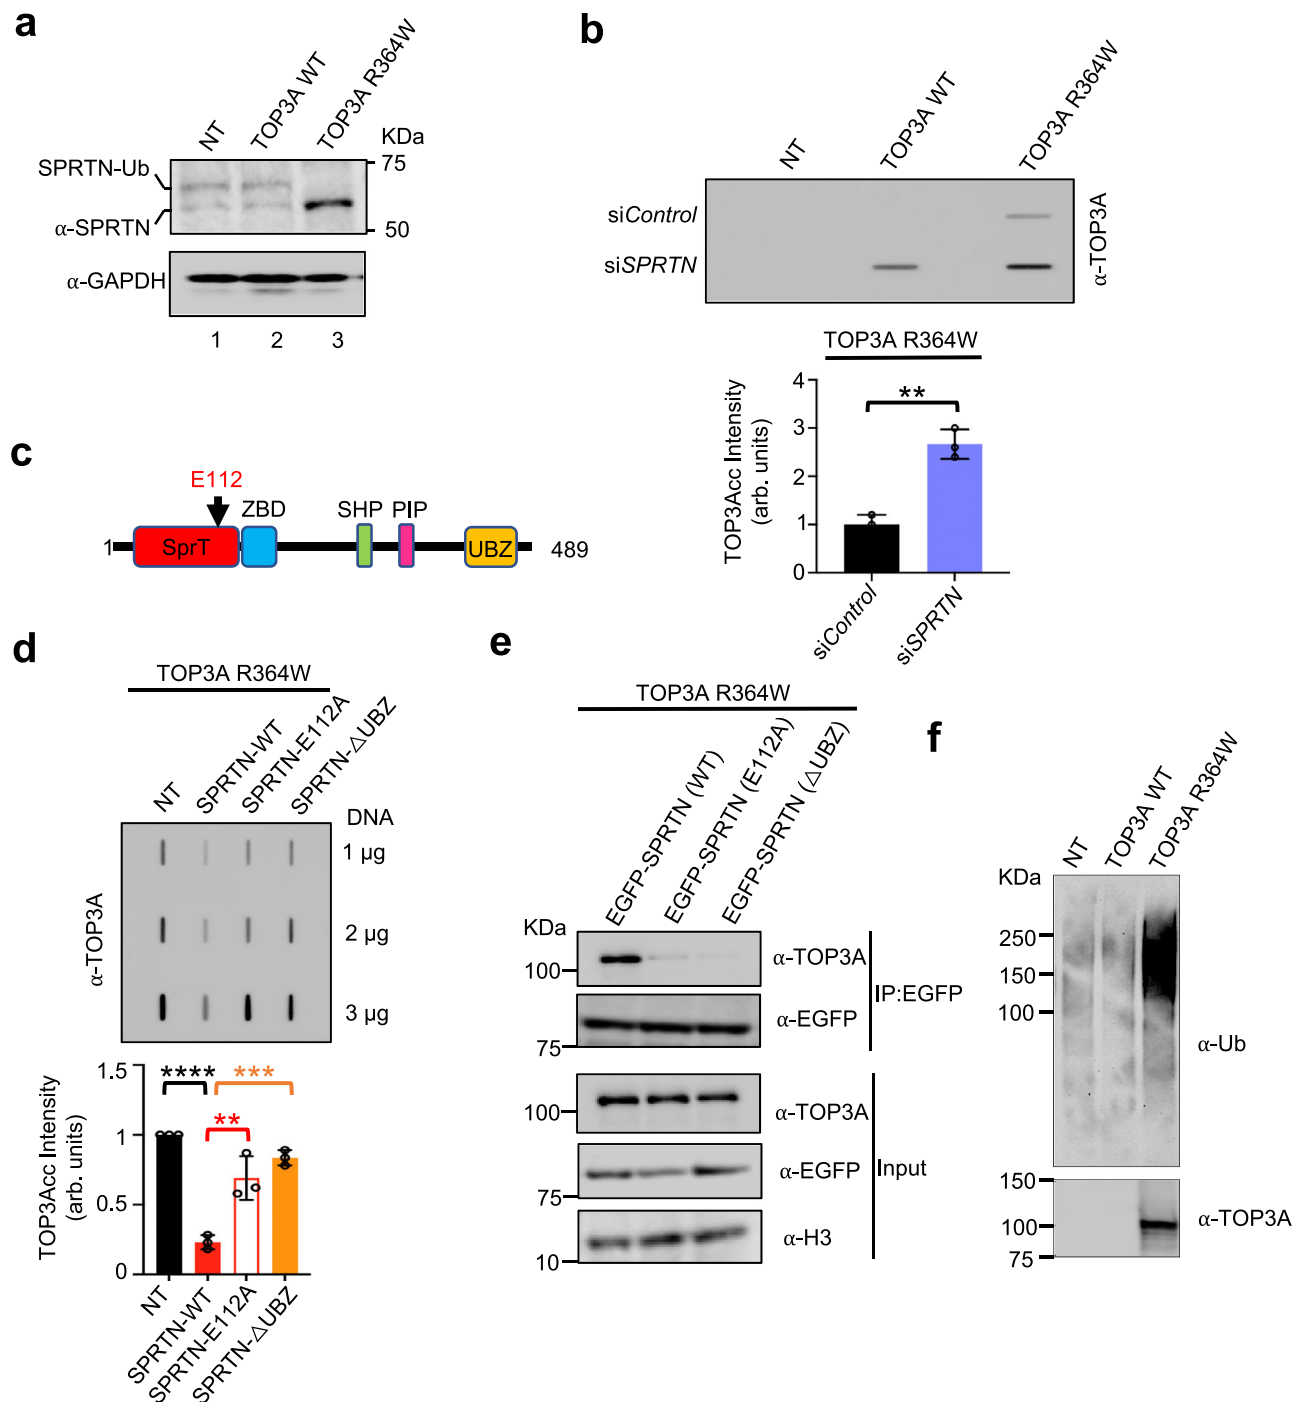 a
NT
TOP3A WT
TOP3A R364W
KDa
SPRTN-Ub
75
α-SPRTN
50
α-GAPDH
1 2 3
b
NT
TOP3A WT
TOP3A R364W
siControl
siSPRTN
α-TOP3A
TOP3A R364W
TOP3Acc Intensity
(arb. units)
4
3
2
1
0
**
siControl
siSPRTN
c
E112
ZBD
SHP
PIP
1
SprT
UBZ
489
d
TOP3A R364W
NT
SPRTN-WT
SPRTN-E112A
SPRTN-△UBZ
DNA
1 µg
2 µg
3 µg
α-TOP3A
TOP3Acc Intensity
(arb. units)
1.5
1
0.5
0
****
***
**
NT
SPRTN-WT
SPRTN-E112A
SPRTN-△UBZ
e
TOP3A R364W
EGFP-SPRTN (WT)
EGFP-SPRTN (E112A)
EGFP-SPRTN (△UBZ)
KDa
100
α-TOP3A
IP:EGFP
α-EGFP
75
100
α-TOP3A
α-EGFP
Input
75
α-H3
10
f
NT
TOP3A WT
TOP3A R364W
KDa
250
150
100
α-Ub
150
100
α-TOP3A
75